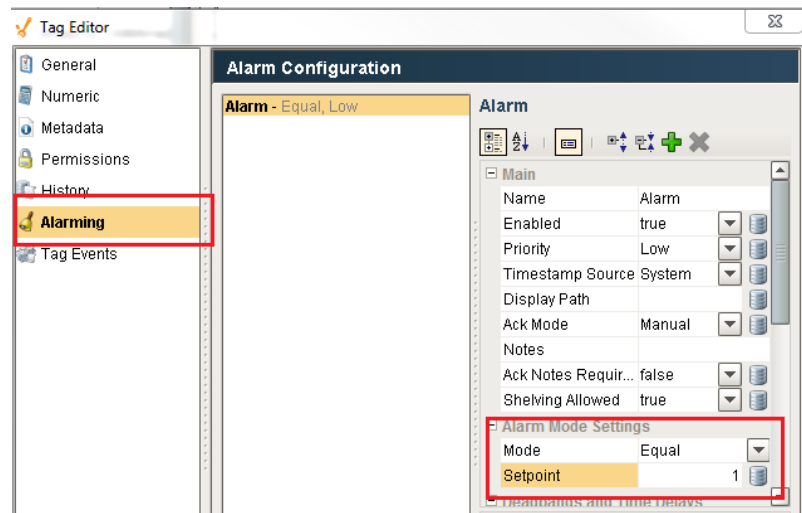 Tag Editor
General
Numeric
Metadata
Permissions
History
Alarming
Tag Events
Alarm Configuration
Alarm - Equal, Low
Alarm
Main
Name Alarm
Enabled true
Priority Low
Timestamp Source System
Display Path
Ack Mode Manual
Notes
Ack Notes Requir... false
Shelving Allowed true
Alarm Mode Settings
Mode Equal
Setpoint 1
Deadbands and Time Delays